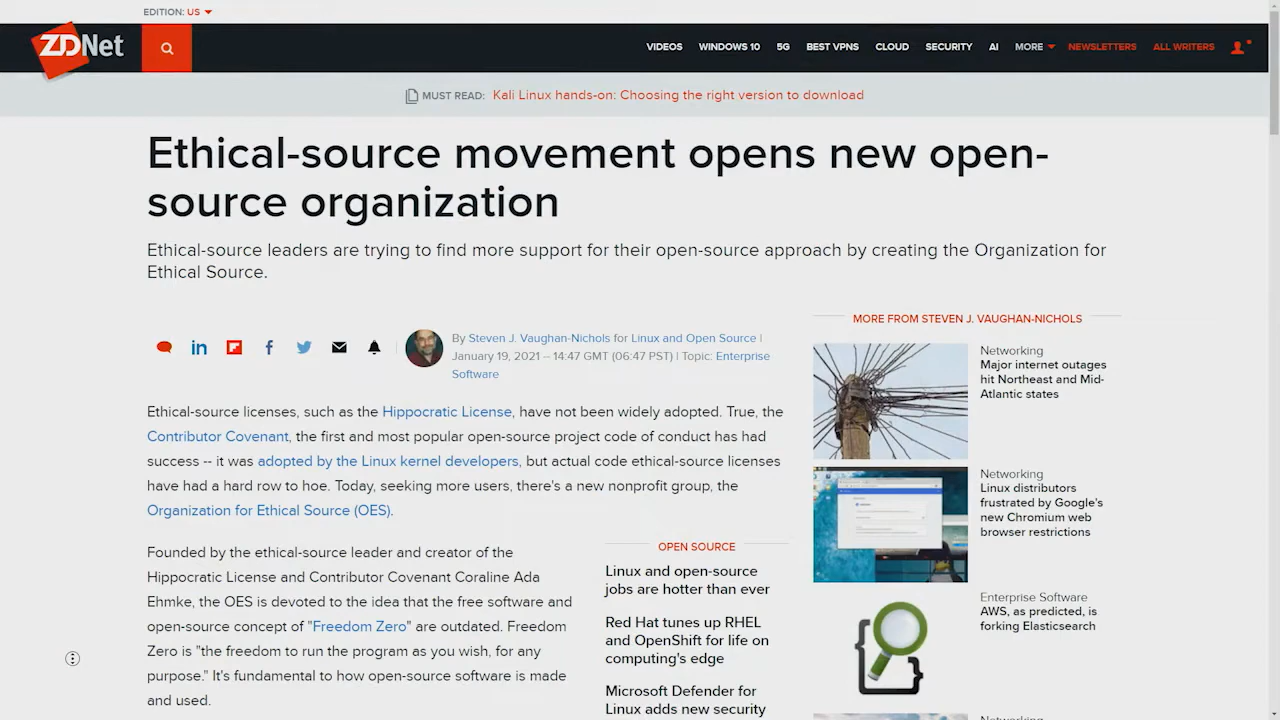 EDITION: US
ZDNet
VIDEOS WINDOWS 10 5G BEST VPNS CLOUD SECURITY AI MORE NEWSLETTERS ALL WRITERS
MUST READ: Kali Linux hands-on: Choosing the right version to download
Ethical-source movement opens new open-
source organization
Ethical-source leaders are trying to find more support for their open-source approach by creating the Organization for
Ethical Source.
By Steven J. Vaughan-Nichols for Linux and Open Source |
January 19, 2021 -- 14:47 GMT (06:47 PST) | Topic: Enterprise
Software
Ethical-source licenses, such as the Hippocratic License, have not been widely adopted. True, the
Contributor Covenant, the first and most popular open-source project code of conduct has had
success -- it was adopted by the Linux kernel developers, but actual code ethical-source licenses
have had a hard row to hoe. Today, seeking more users, there's a new nonprofit group, the
Organization for Ethical Source (OES).
Founded by the ethical-source leader and creator of the
Hippocratic License and Contributor Covenant Coraline Ada
Ehmke, the OES is devoted to the idea that the free software and
open-source concept of "Freedom Zero" are outdated. Freedom
Zero is "the freedom to run the program as you wish, for any
purpose." It's fundamental to how open-source software is made
and used.
OPEN SOURCE
Linux and open-source
jobs are hotter than ever
Red Hat tunes up RHEL
and OpenShift for life on
computing's edge
Microsoft Defender for
Linux adds new security
MORE FROM STEVEN J. VAUGHAN-NICHOLS
Networking
Major internet outages
hit Northeast and Mid-
Atlantic states
Networking
Linux distributors
frustrated by Google's
new Chromium web
browser restrictions
Enterprise Software
AWS, as predicted, is
forking Elasticsearch
Networking